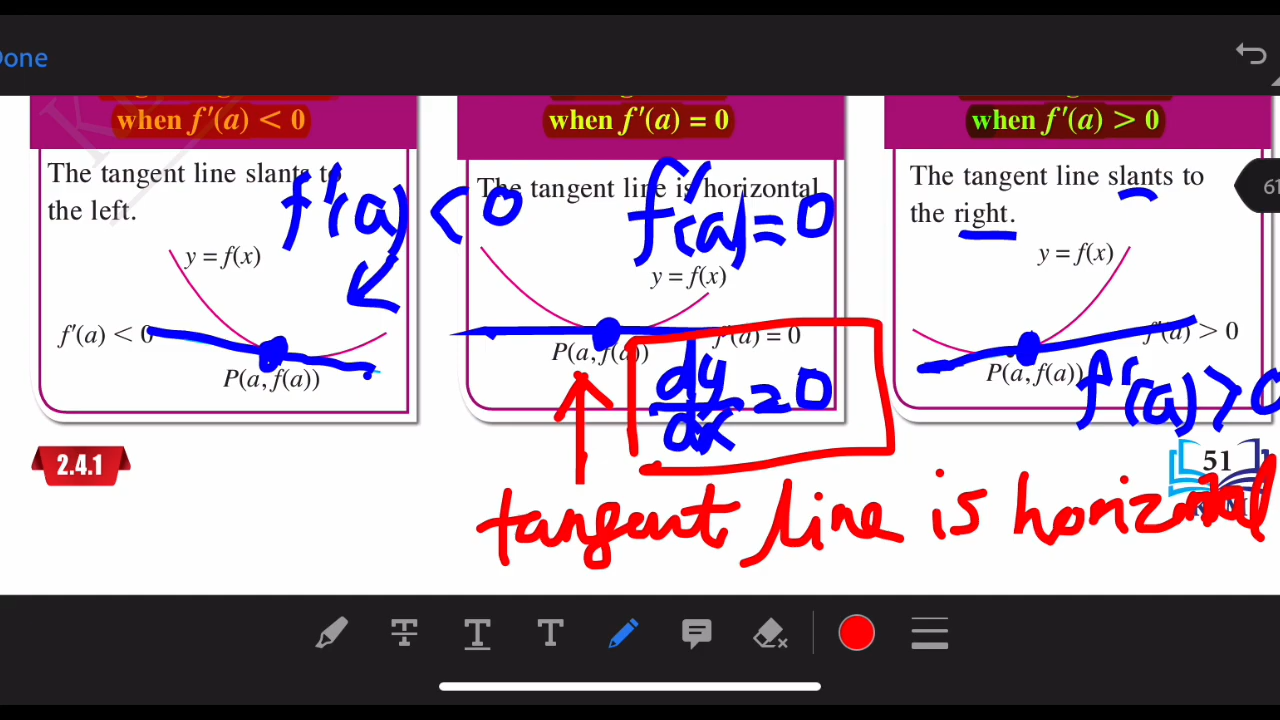 Done
when f′(a) < 0
The tangent line slants to
the left.
f'(a) < 0
y = f(x)
f′(a) < 0
P(a, f(a))
2.4.1
when f′(a) = 0
The tangent line is horizontal
f'(a) = 0
y = f(x)
f′(a) = 0
P(a, f(a))
dy/dx = 0
tangent line is horizontal
when f′(a) > 0
The tangent line slants to
the right.
y = f(x)
f′(a) > 0
P(a, f(a))
f'(a) > 0
51
61
T
T
T